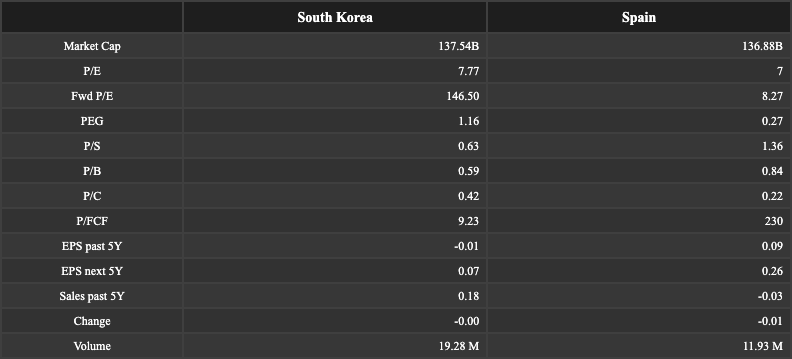 South Korea Spain
Market Cap 137.54B 136.88B
P/E 7.77 7
Fwd P/E 146.50 8.27
PEG 1.16 0.27
P/S 0.63 1.36
P/B 0.59 0.84
P/C 0.42 0.22
P/FCF 9.23 230
EPS past 5Y -0.01 0.09
EPS next 5Y 0.07 0.26
Sales past 5Y 0.18 -0.03
Change -0.00 -0.01
Volume 19.28 M 11.93 M